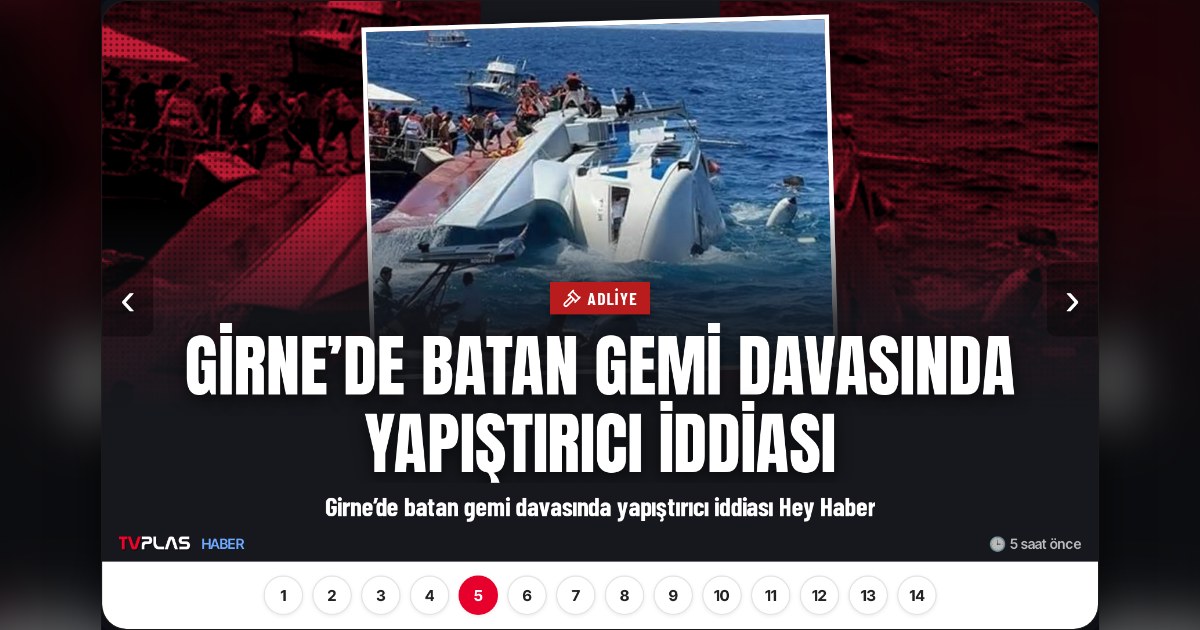 ADLİYE
GİRNE’DE BATAN GEMİ DAVASINDA
YAPIŞTIRICI İDDİASI
Girne’de batan gemi davasında yapıştırıcı iddiası Hey Haber
TVPLAS HABER
5 saat önce
1 2 3 4 5 6 7 8 9 10 11 12 13 14